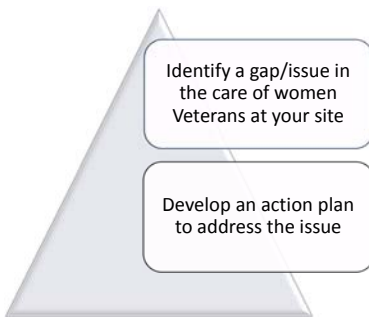 Identify a gap/issue in
the care of women
Veterans at your site
Develop an action plan
to address the issue